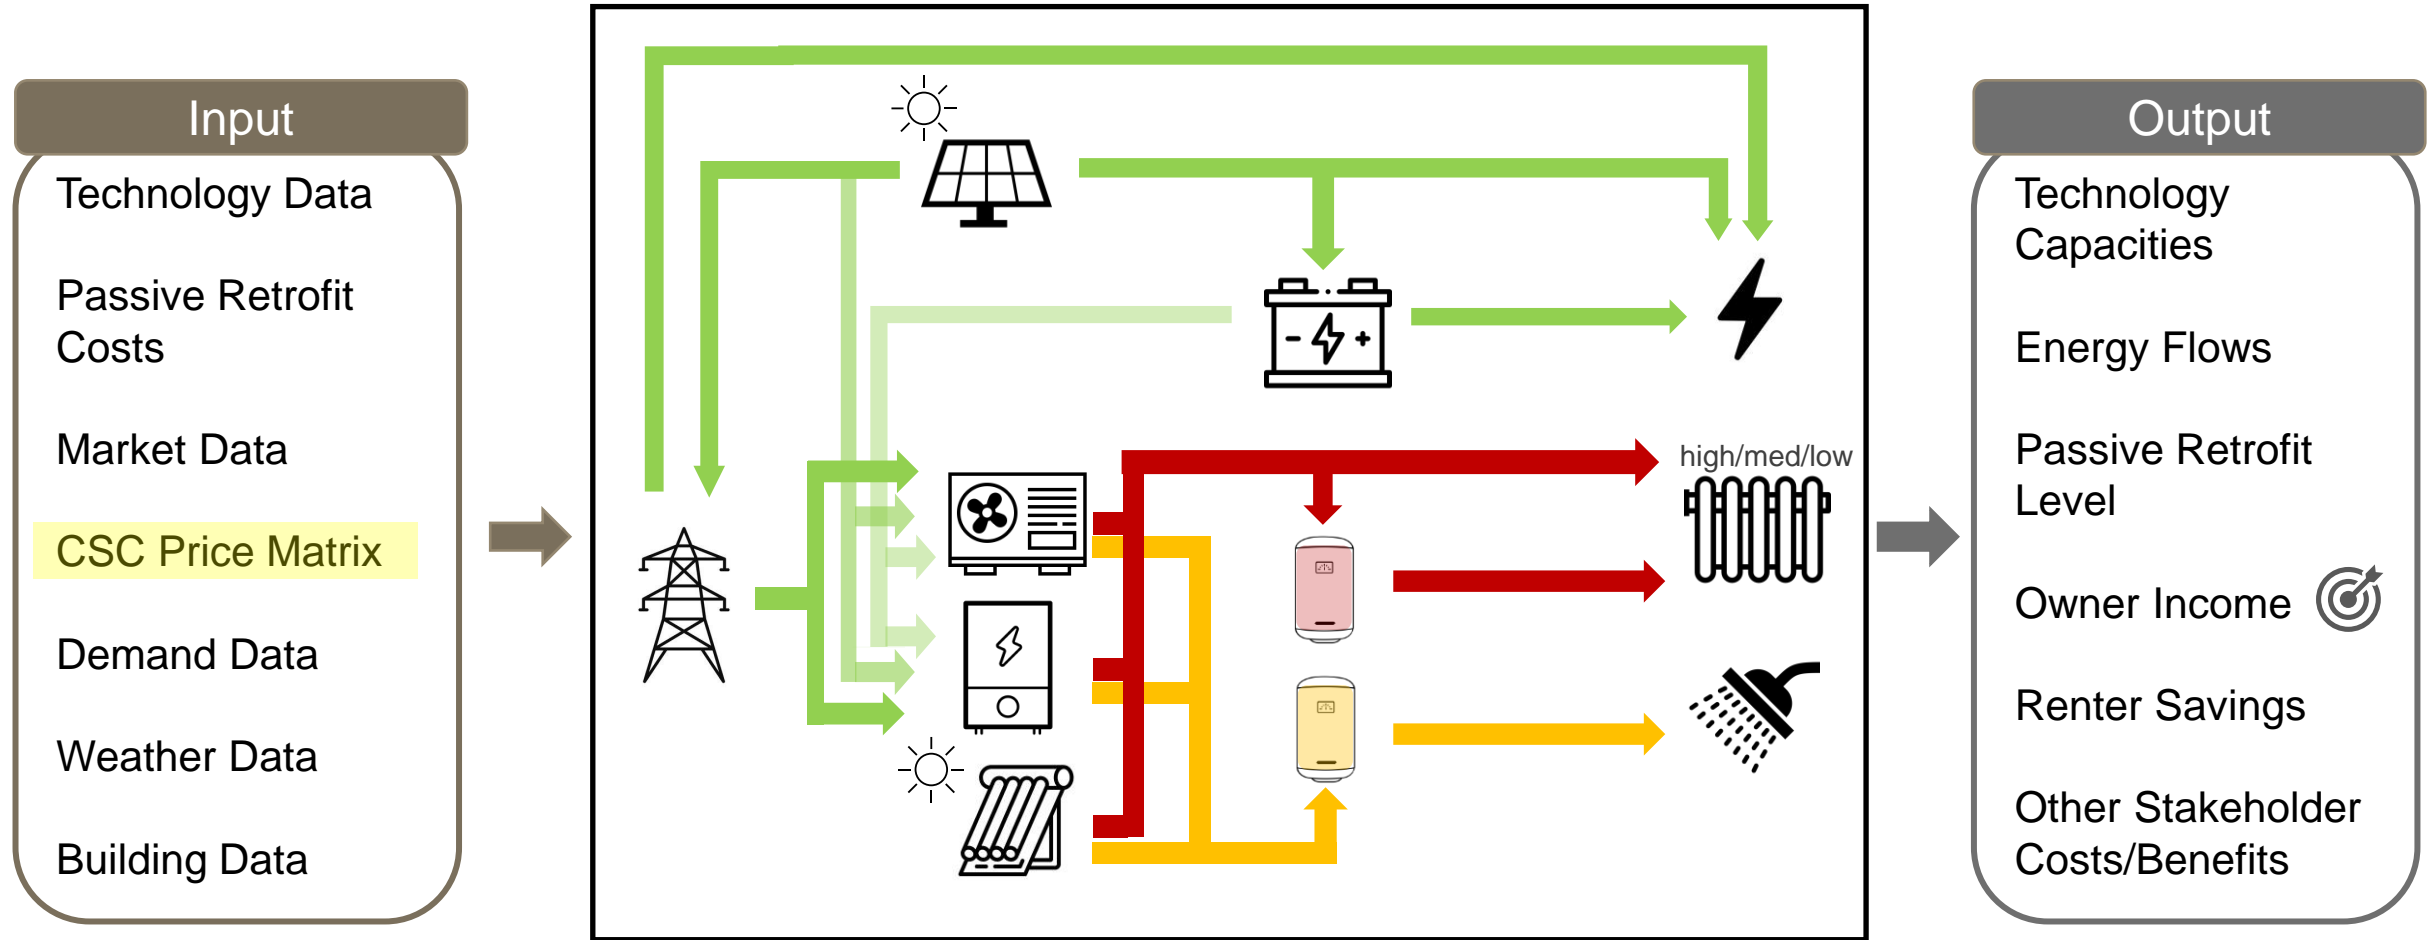 Input
Technology Data
Passive Retrofit
Costs
Market Data
CSC Price Matrix
Demand Data
Weather Data
Building Data
high/med/low
Output
Technology
Capacities
Energy Flows
Passive Retrofit
Level
Owner Income
Renter Savings
Other Stakeholder
Costs/Benefits